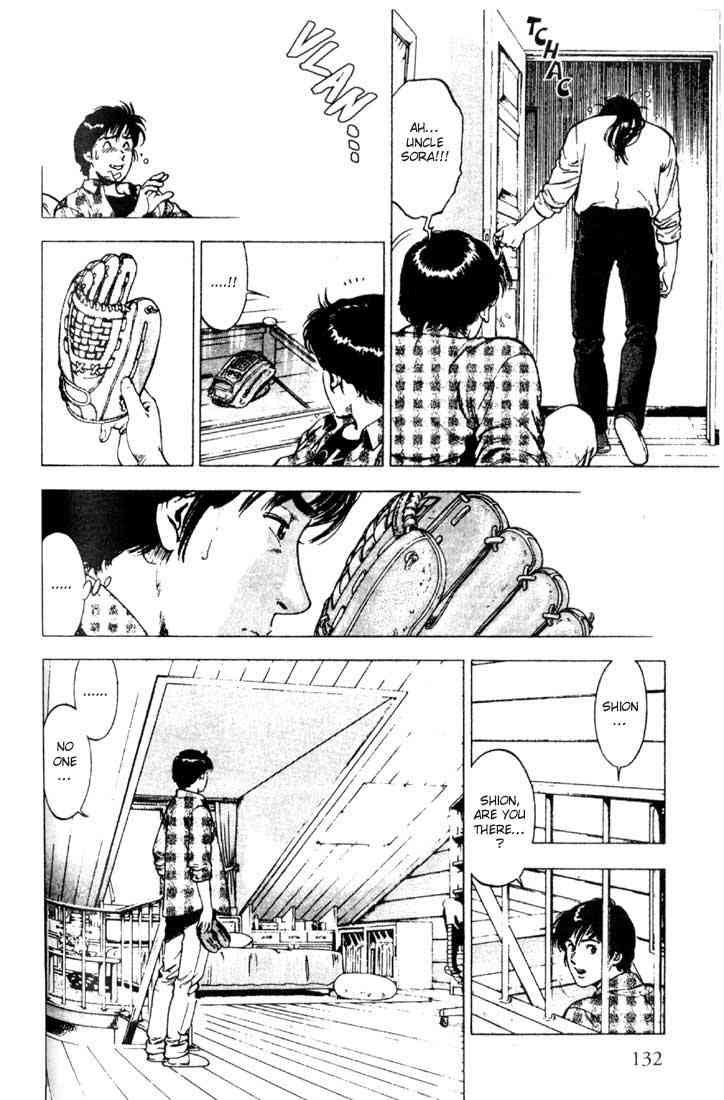 TCHAC
AH...
UNCLE
SORA!!!
VLAN...
....!!
.....
SHION
...
SHION,
ARE YOU
THERE...
?
......
NO
ONE
...
132